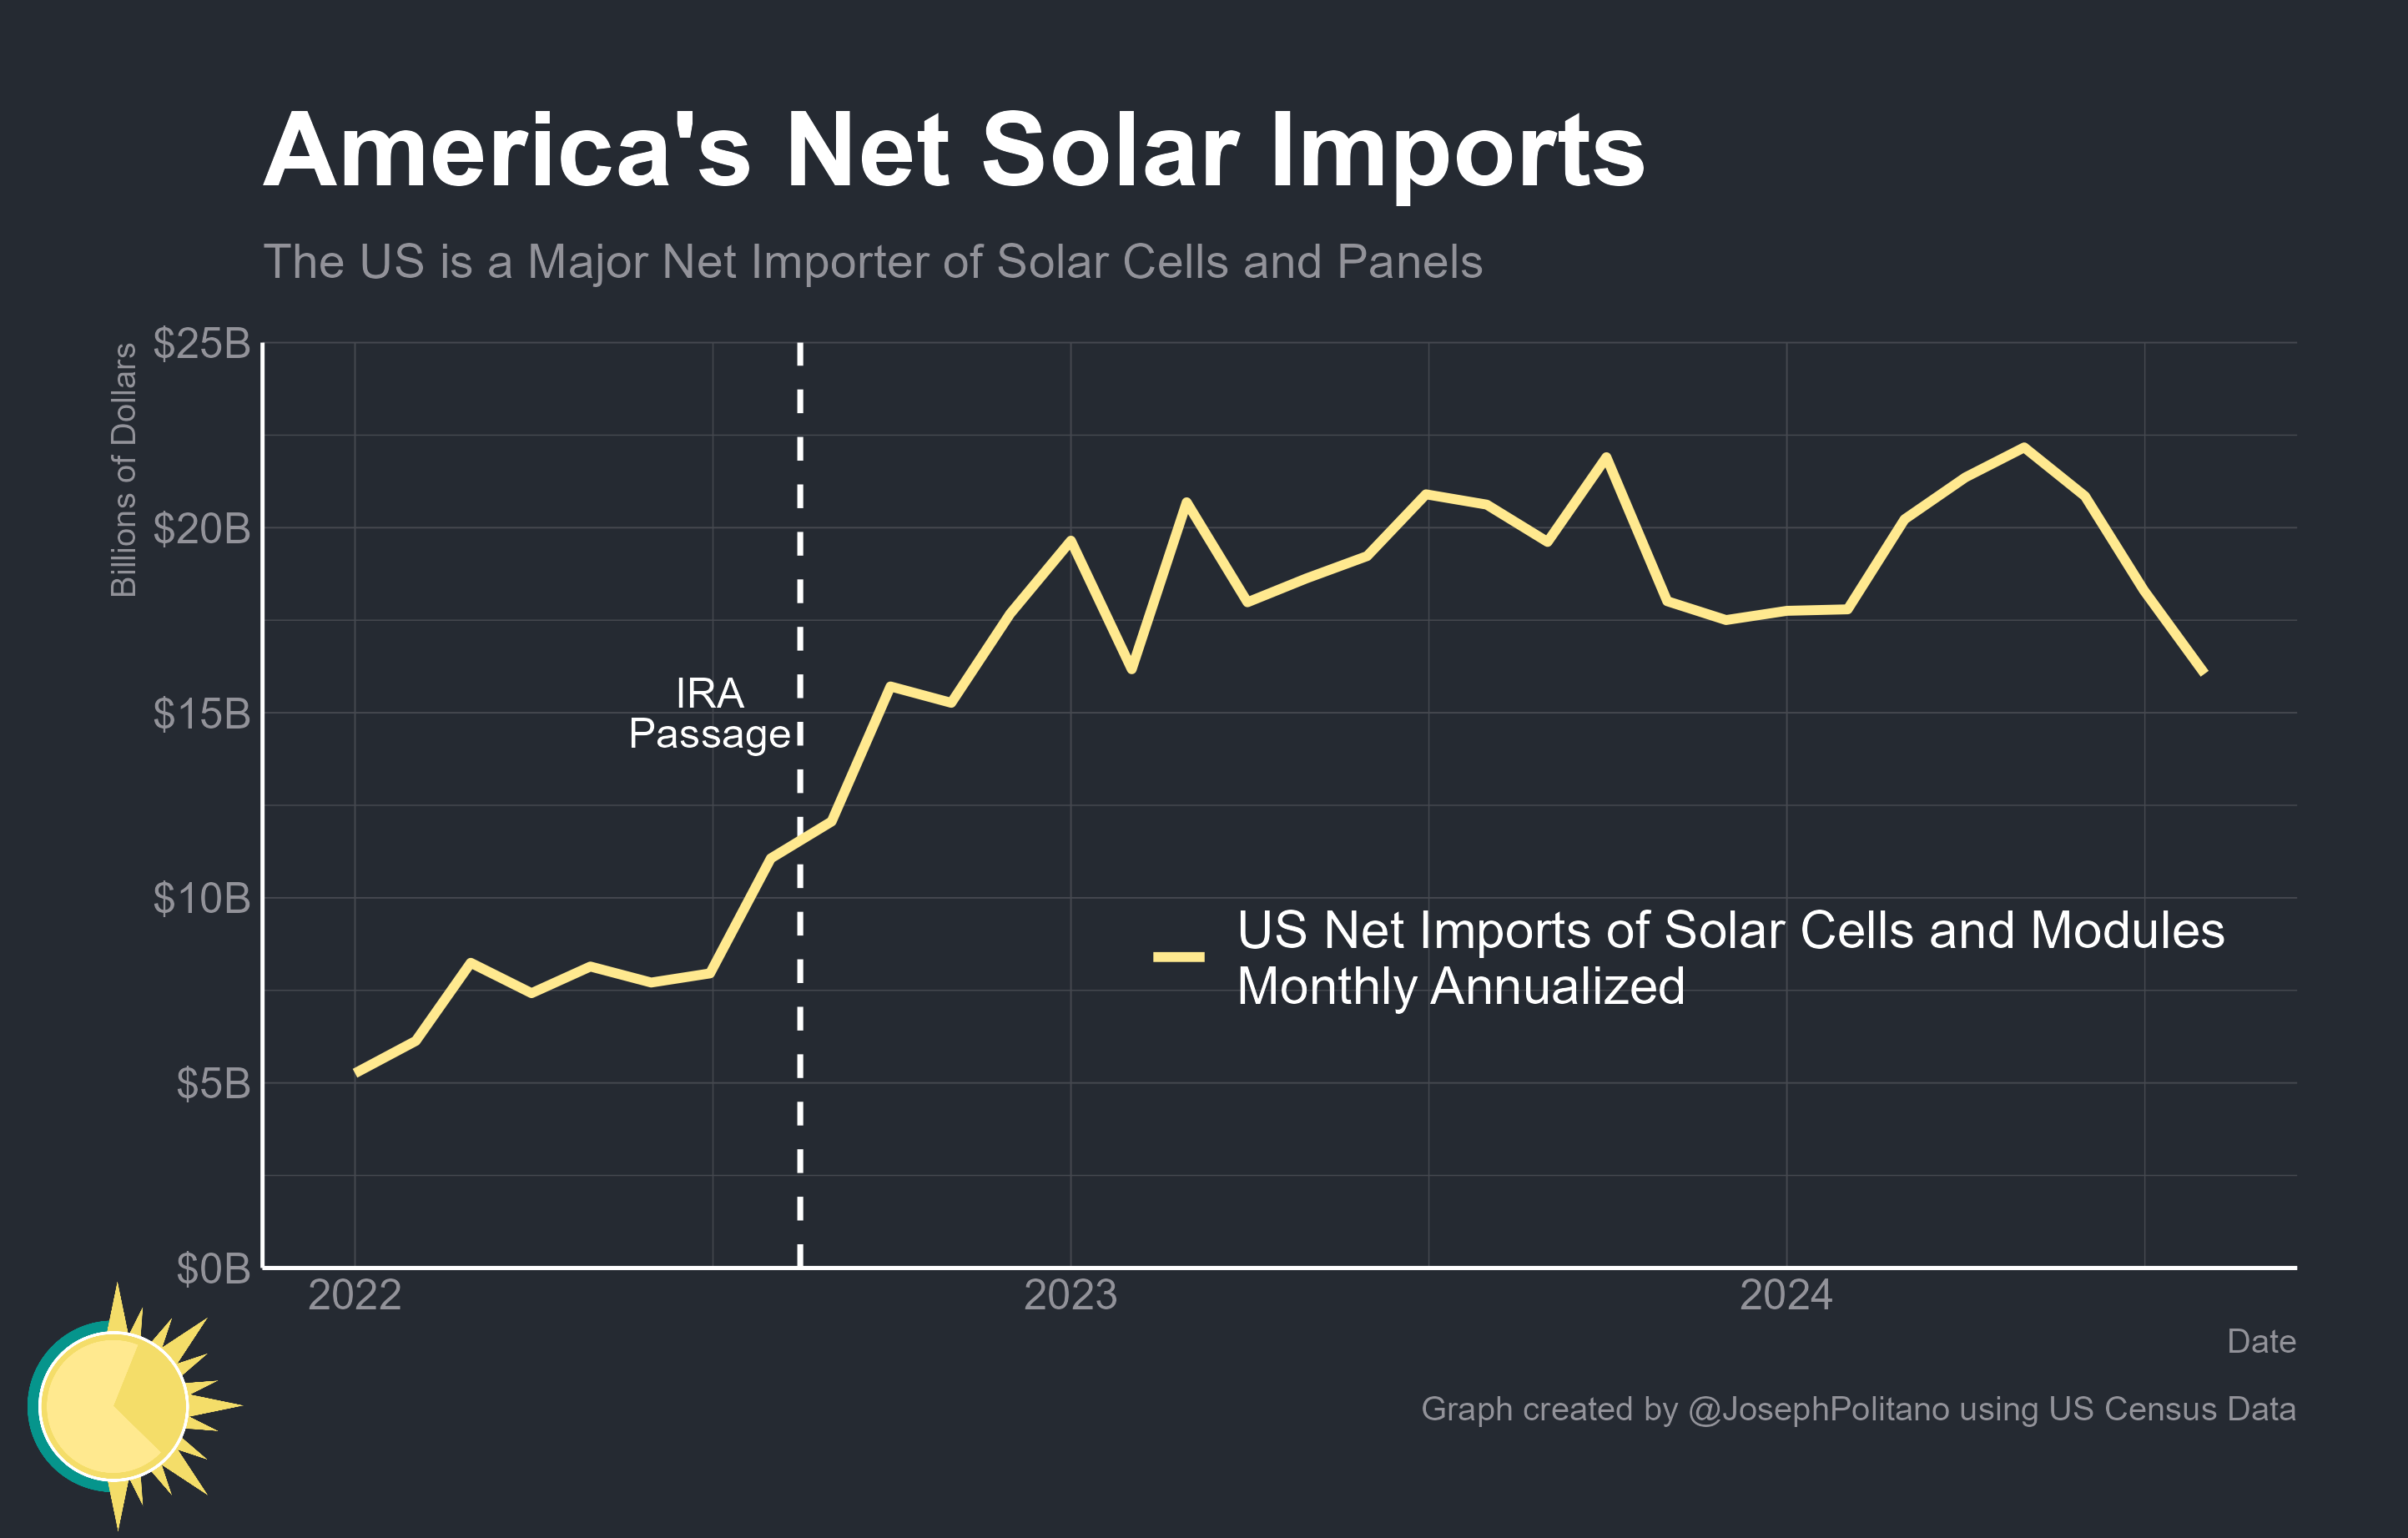 America's Net Solar Imports
The US is a Major Net Importer of Solar Cells and Panels
Billions of Dollars
$25B
$20B
$15B
$10B
$5B
$0B
IRA
Passage
US Net Imports of Solar Cells and Modules
Monthly Annualized
2022
2023
2024
Date
Graph created by @JosephPolitano using US Census Data